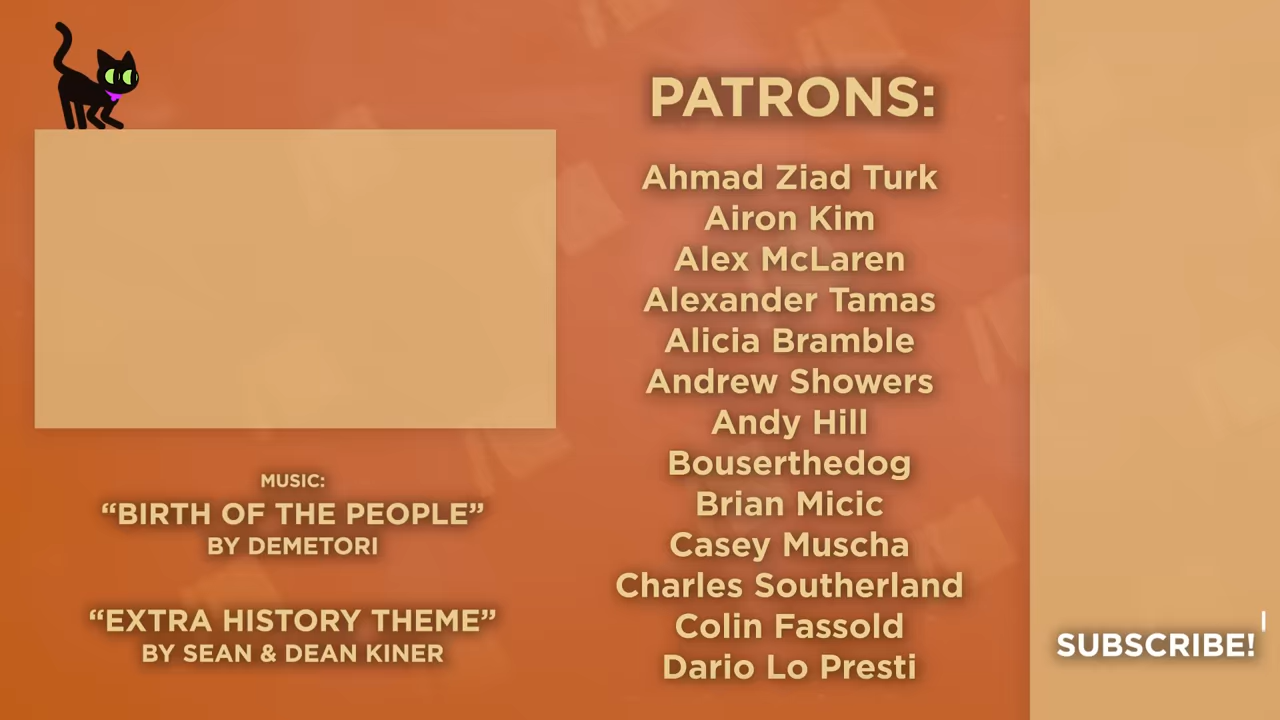 PATRONS:
Ahmad Ziad Turk
Airon Kim
Alex McLaren
Alexander Tamas
Alicia Bramble
Andrew Showers
Andy Hill
Bouserthedog
Brian Micic
Casey Muscha
Charles Southerland
Colin Fassold
Dario Lo Presti
MUSIC:
“BIRTH OF THE PEOPLE”
BY DEMETORI
“EXTRA HISTORY THEME”
BY SEAN & DEAN KINER
SUBSCRIBE!